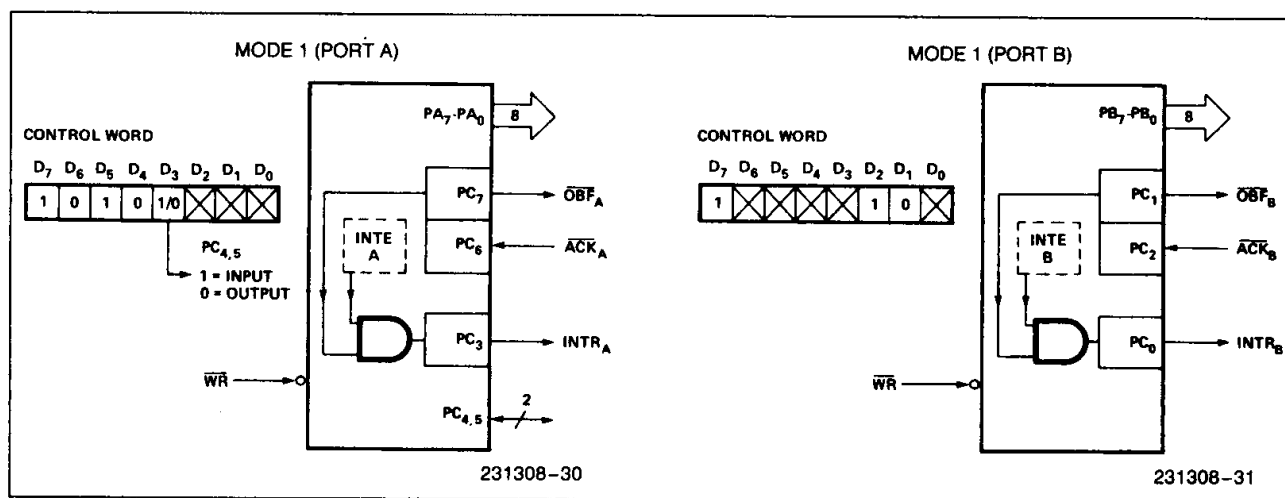 MODE 1 (PORT A)
CONTROL WORD
D7 D6 D5 D4 D3 D2 D1 D0
1 0 1 0 1/0
PC4,5
1 = INPUT
0 = OUTPUT
WR
PA7-PA0
8
PC7
OBFA
INTE
A
PC6
ACKA
PC3
INTRA
PC4,5
2
231308-30
MODE 1 (PORT B)
CONTROL WORD
D7 D6 D5 D4 D3 D2 D1 D0
1 1 0
WR
PB7-PB0
8
PC1
OBFB
INTE
B
PC2
ACKB
PC0
INTRB
231308-31